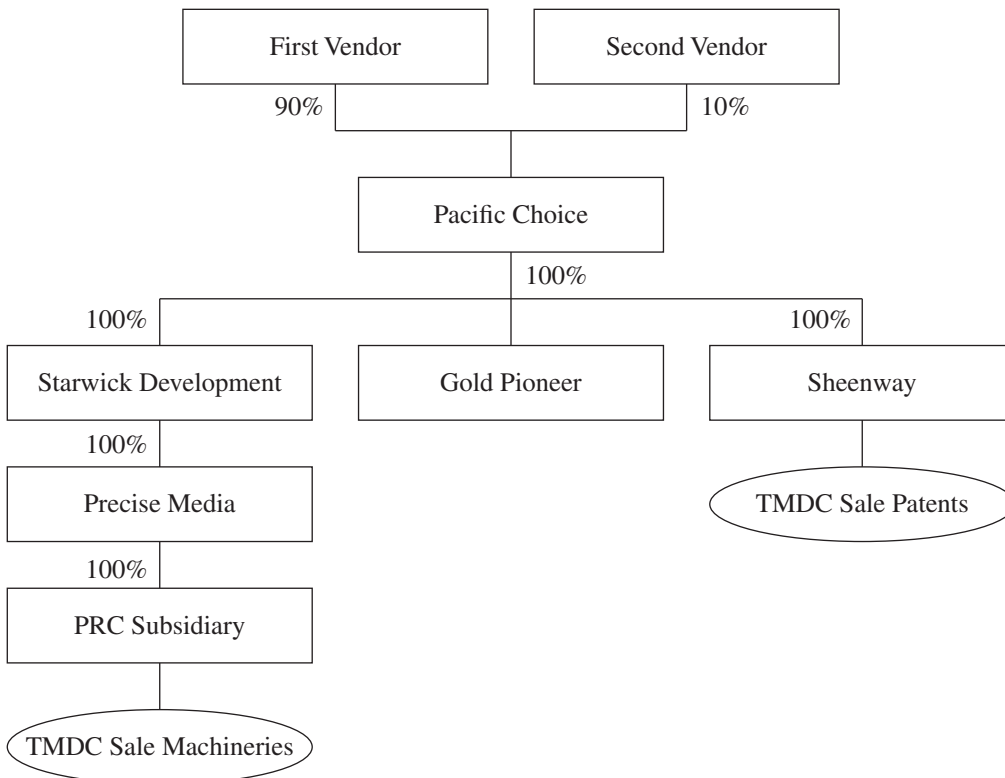 First Vendor
Second Vendor
90%
10%
Pacific Choice
100%
100%
100%
Starwick Development
Gold Pioneer
Sheenway
100%
Precise Media
TMDC Sale Patents
100%
PRC Subsidiary
TMDC Sale Machineries